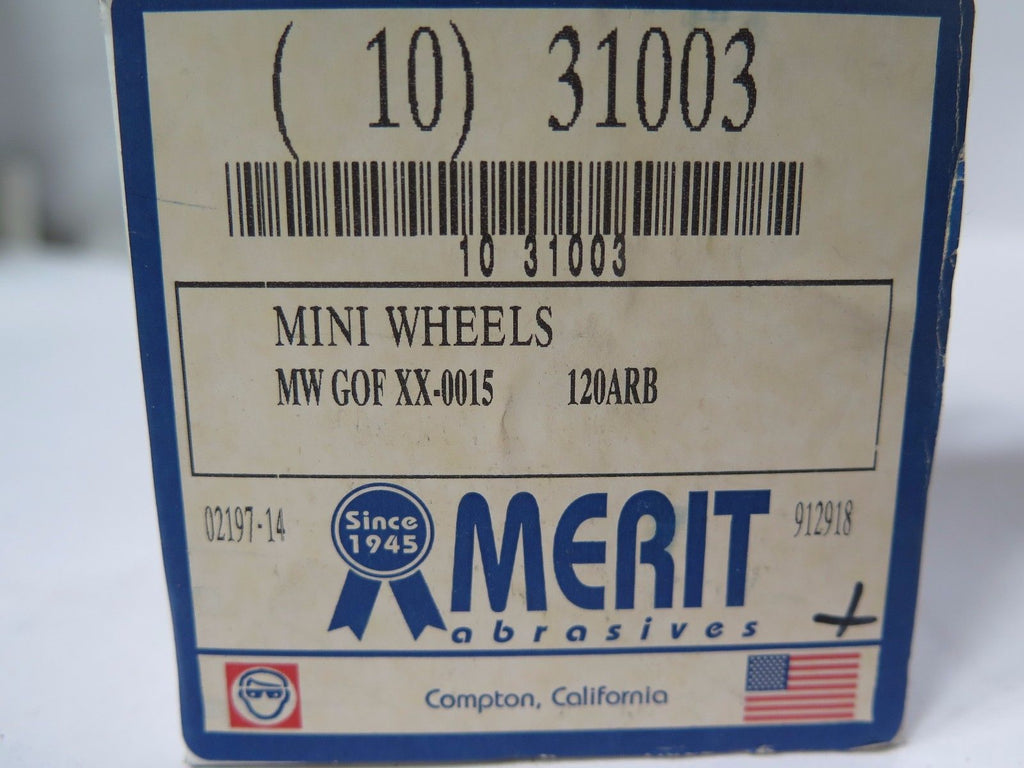 ( 10) 31003
10 31003
MINI WHEELS
MW GOF XX-0015 120ARB
02197-14
Since
1945
MERIT
abrasives
912918
Compton, California